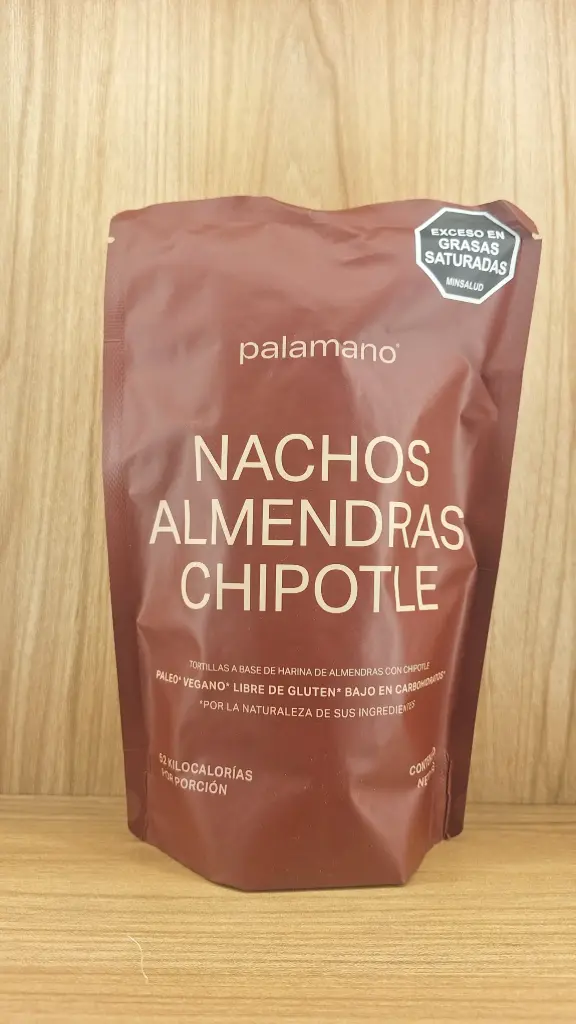 EXCESO EN
GRASAS
SATURADAS
MINSALUD
palamano
NACHOS
ALMENDRAS
CHIPOTLE
TORTILLAS A BASE DE HARINA DE ALMENDRAS CON CHIPOTLE
PALEO* VEGANO* LIBRE DE GLUTEN* BAJO EN CARBOHIDRATOS*
*POR LA NATURALEZA DE SUS INGREDIENTES
KILOCALORÍAS
POR PORCIÓN